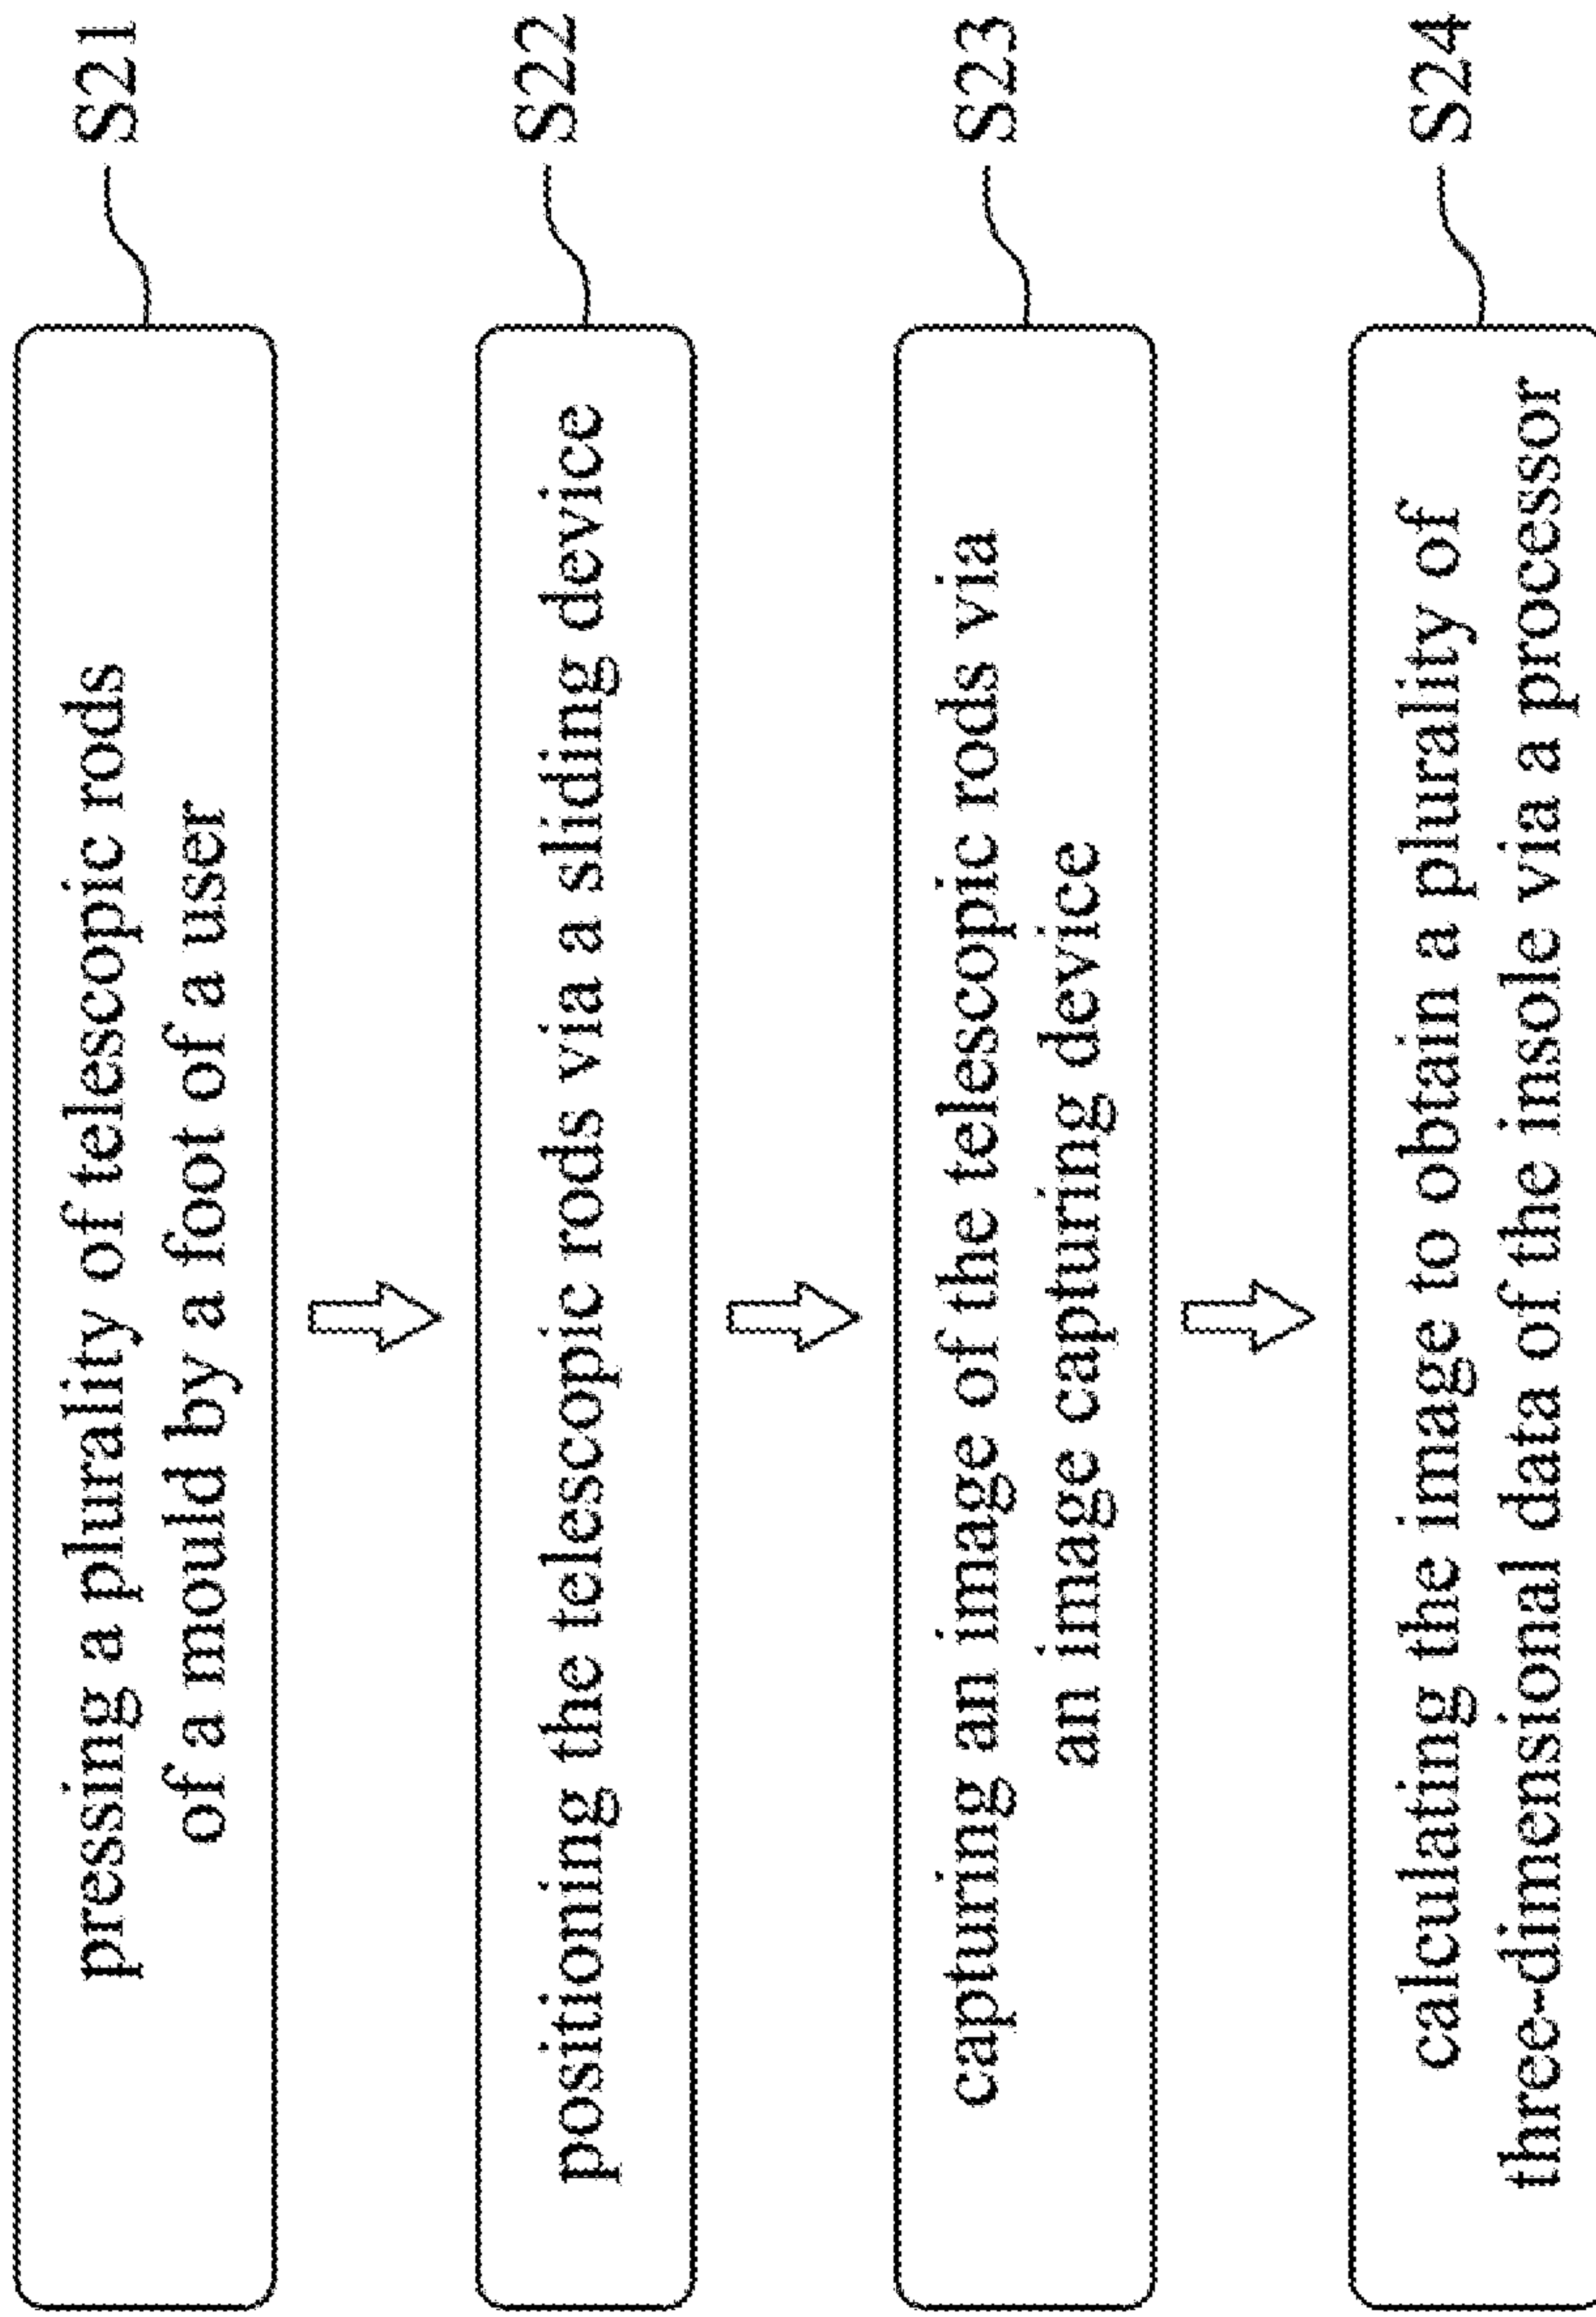 pressing a plurality of telescopic rods
of a mould by a foot of a user
S21
positioning the telescopic rods via a sliding device
S22
capturing an image of the telescopic rods via
an image capturing device
S23
calculating the image to obtain a plurality of
three-dimensional data of the insole via a processor
S24